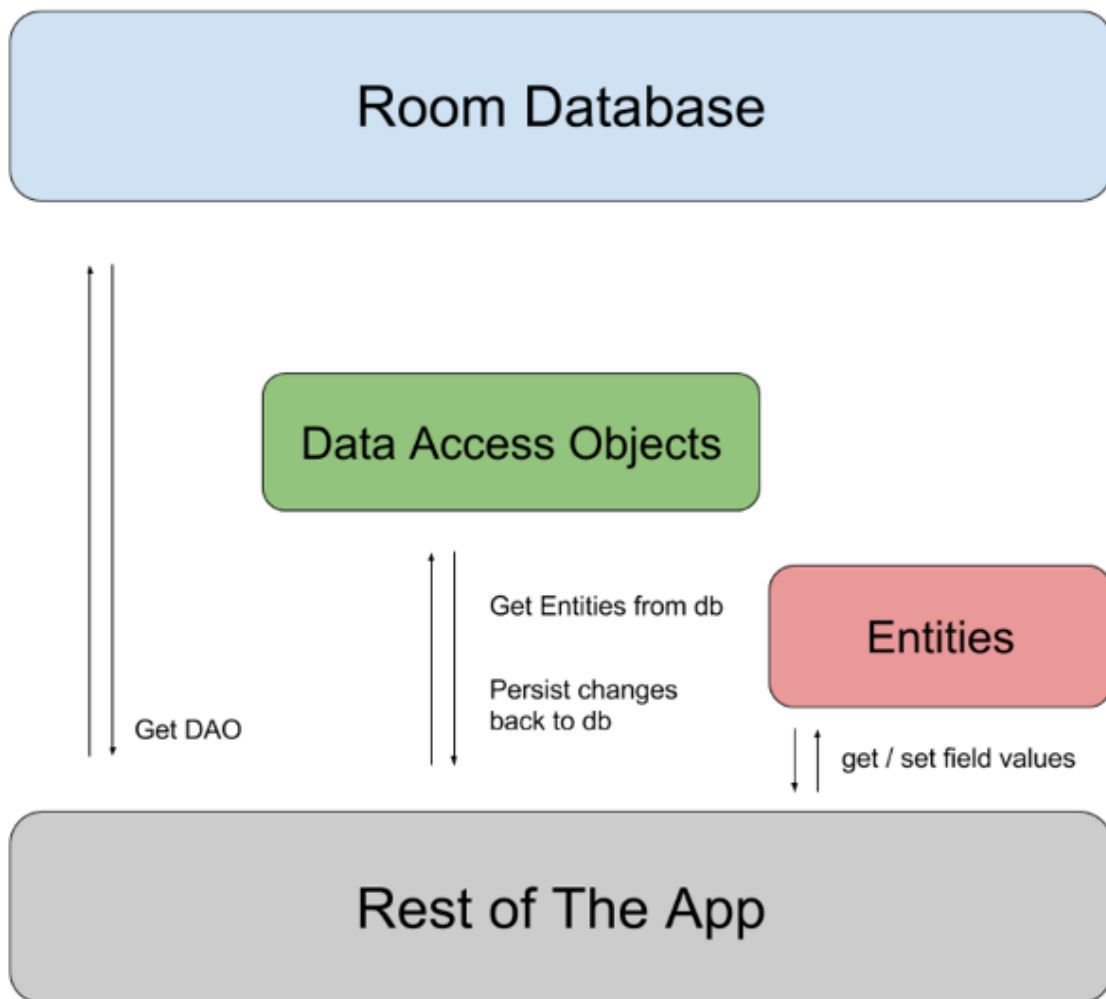 Room Database
Data Access Objects
Get Entities from db
Entities
Persist changes
back to db
Get DAO
get / set field values
Rest of The App